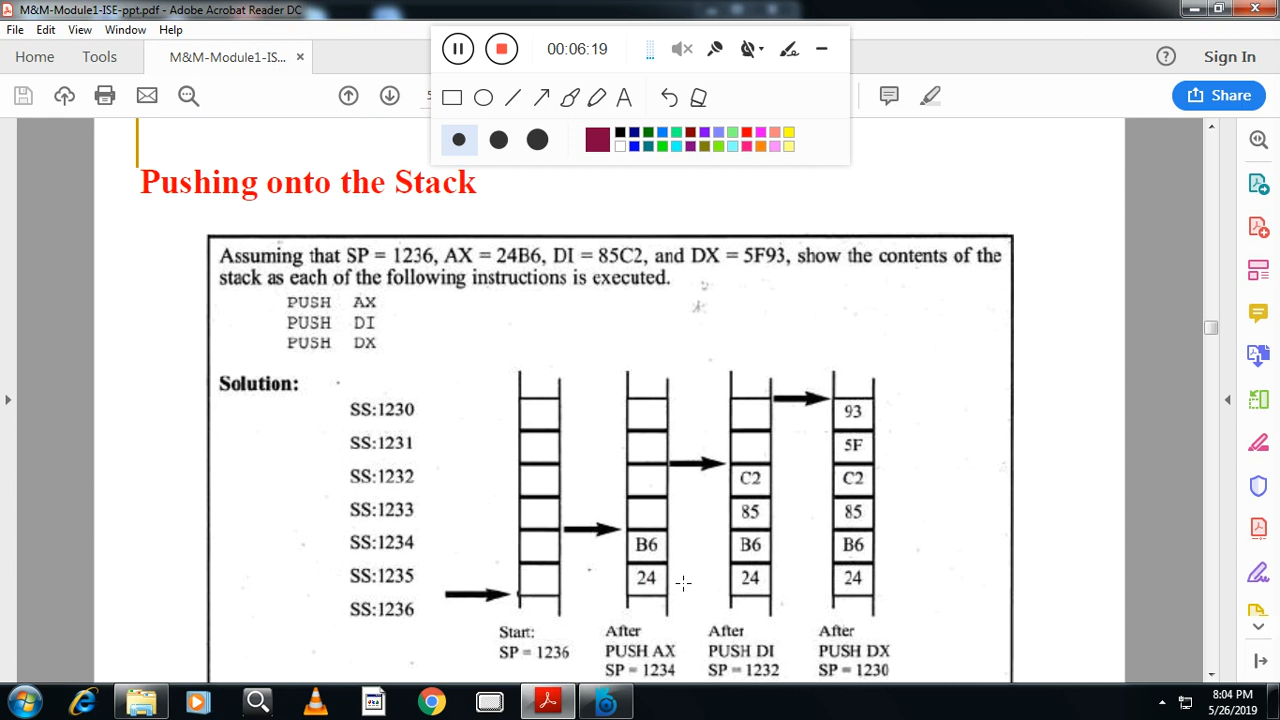 M&M-Module1-ISE-ppt.pdf - Adobe Acrobat Reader DC
File Edit View Window Help
Home Tools M&M-Module1-IS... × 00:06:19 Sign In
Share
Pushing onto the Stack
Assuming that SP = 1236, AX = 24B6, DI = 85C2, and DX = 5F93, show the contents of the
stack as each of the following instructions is executed.
PUSH AX
PUSH DI
PUSH DX
Solution:
SS:1230 93
SS:1231 5F
SS:1232 C2 C2
SS:1233 85 85
SS:1234 B6 B6 B6
SS:1235 24 24 24
SS:1236
Start:
SP = 1236
After
PUSH AX
SP = 1234
After
PUSH DI
SP = 1232
After
PUSH DX
SP = 1230
8:04 PM
5/26/2019